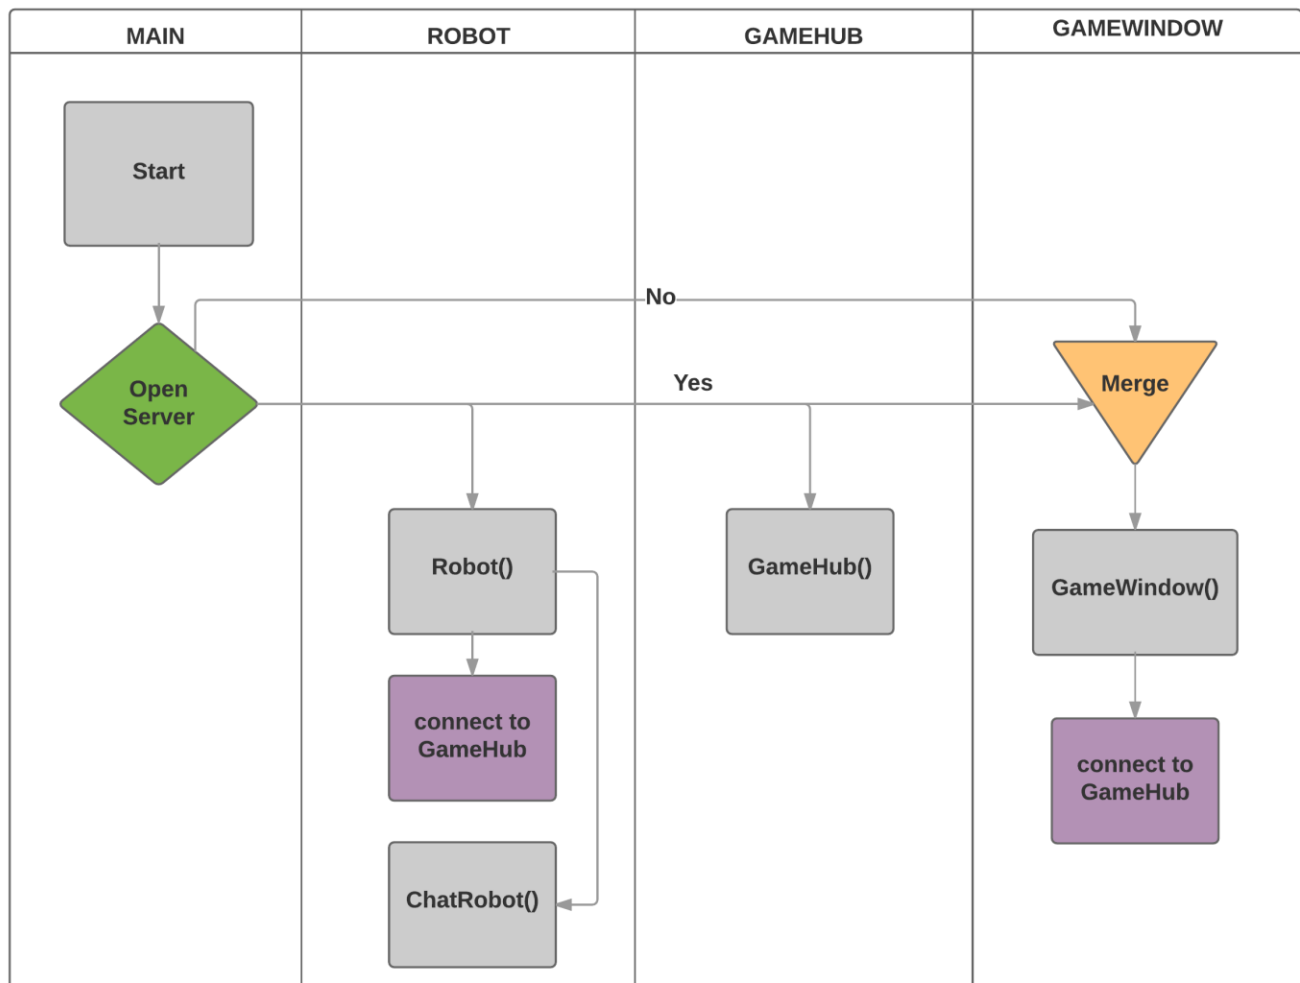 MAIN
ROBOT
GAMEHUB
GAMEWINDOW
Start
No
Open
Server
Yes
Merge
Robot()
GameHub()
GameWindow()
connect to
GameHub
connect to
GameHub
ChatRobot()